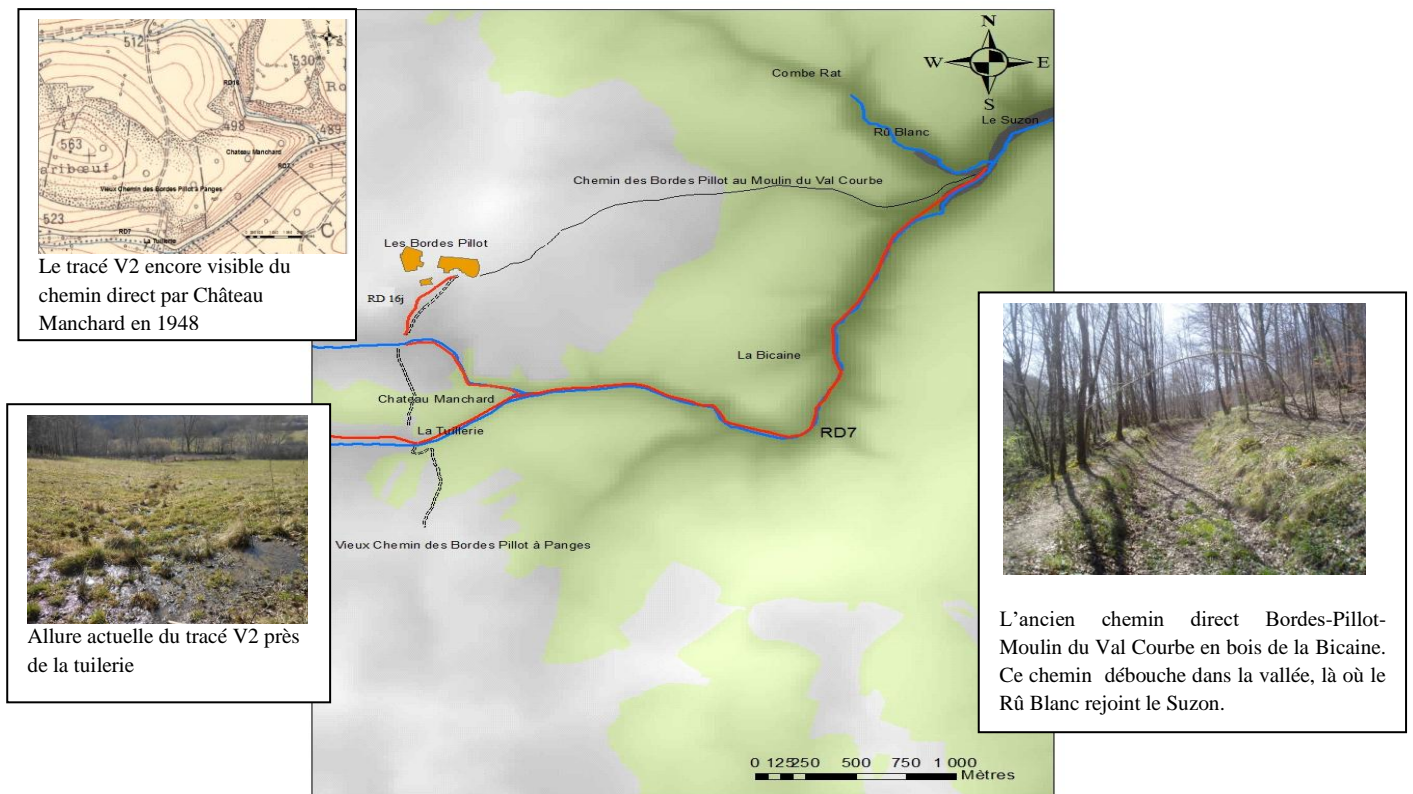 512
530
RD16
Ro
498
489
563
Chateau Manchard
RD7
aribœuf
Vieux Chemin des Bordes Pillot à Panges
523
RD7
La Tuillerie
C
Le tracé V2 encore visible du
chemin direct par Château
Manchard en 1948
Allure actuelle du tracé V2 près
de la tuilerie
N
W
E
S
Combe Rat
Le Suzon
Rû Blanc
Chemin des Bordes Pillot au Moulin du Val Courbe
Les Bordes Pillot
RD 16j
La Bicaine
Chateau Manchard
La Tuillerie
RD7
Vieux Chemin des Bordes Pillot à Panges
0 125250 500 750 1 000
Mètres
L'ancien chemin direct Bordes-Pillot-
Moulin du Val Courbe en bois de la Bicaine.
Ce chemin débouche dans la vallée, là où le
Rû Blanc rejoint le Suzon.